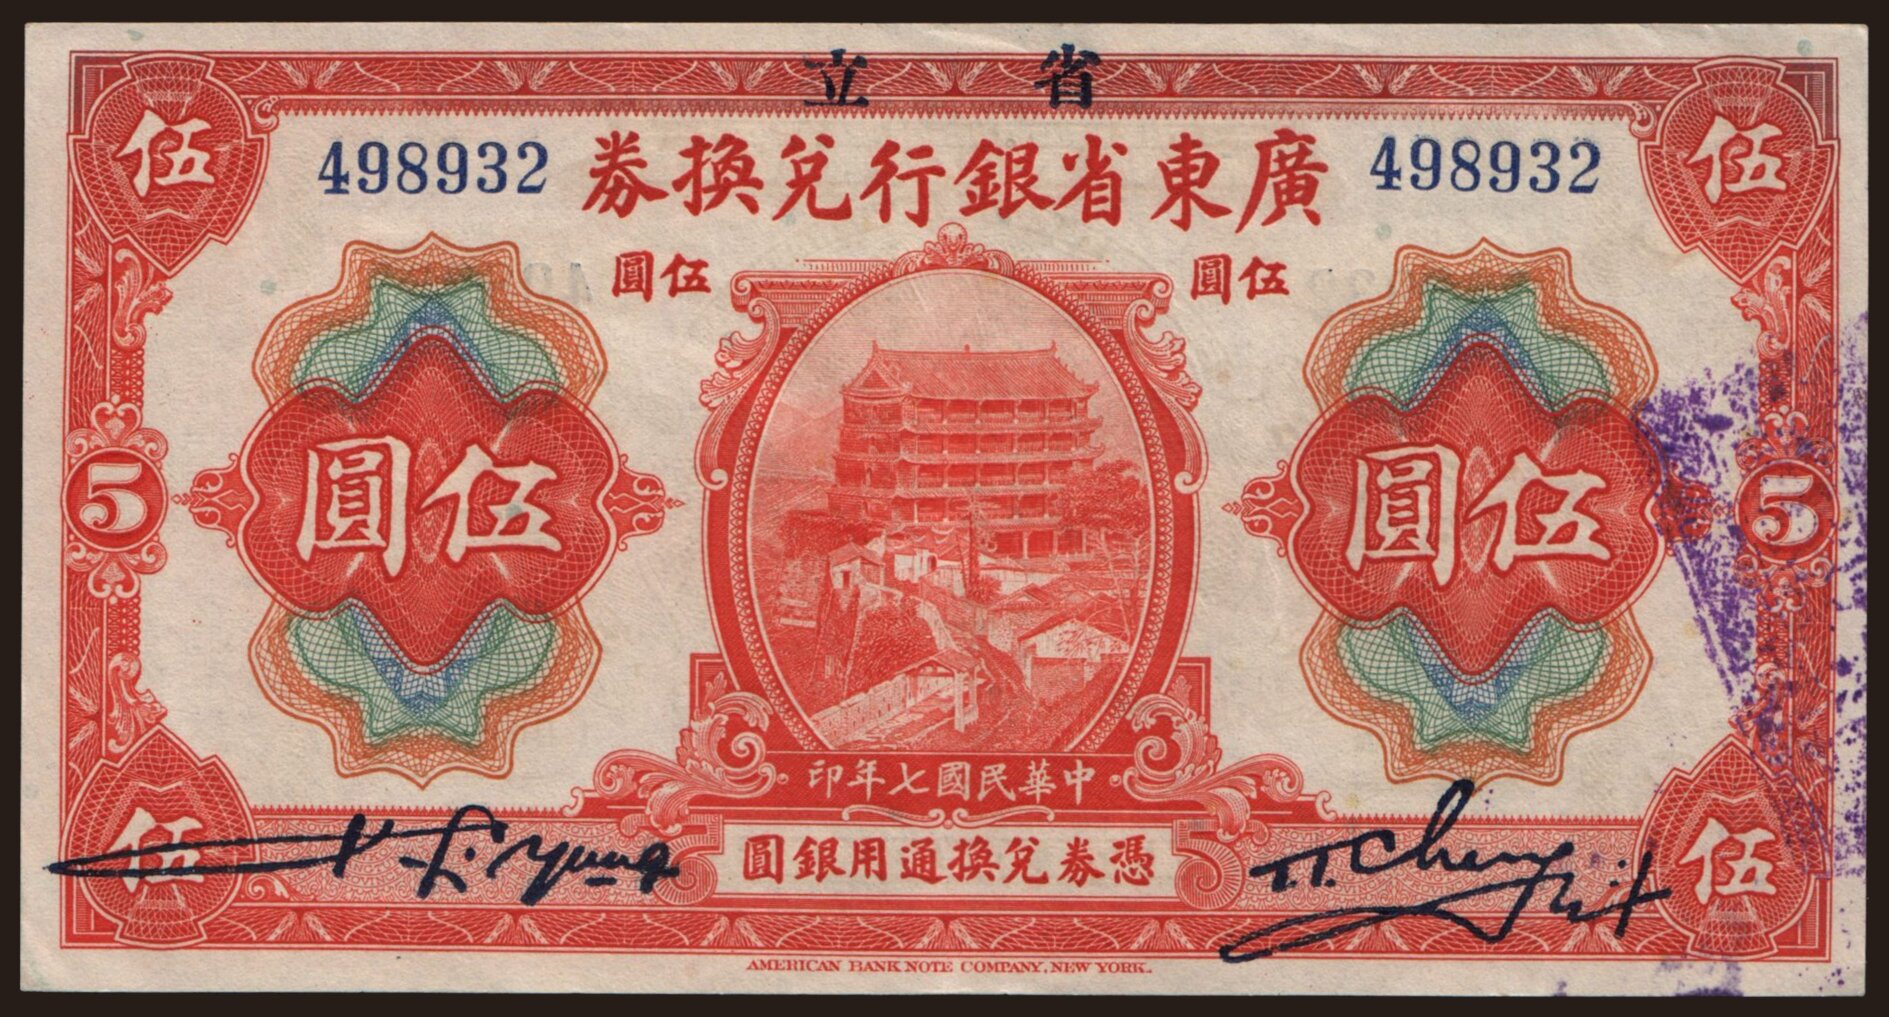 省立
伍 伍
498932 廣東省銀行兌換券 498932
伍圓 伍圓
伍圓 伍圓
5 5
中華民國七年印
伍 憑券兌換通用銀圓 伍
AMERICAN BANK NOTE COMPANY, NEW YORK.